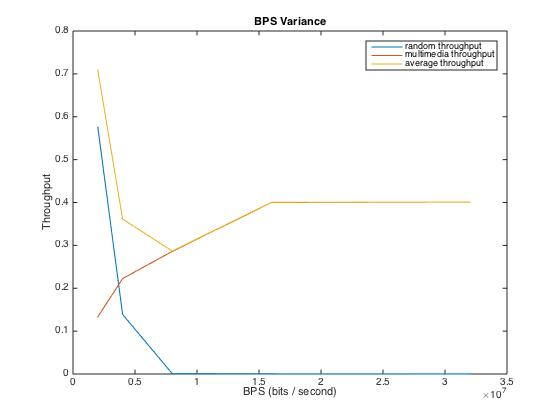 BPS Variance
random throughput
multimedia throughput
average throughput
Throughput
0.8
0.7
0.6
0.5
0.4
0.3
0.2
0.1
0
0 0.5 1 1.5 2 2.5 3 3.5
×10^7
BPS (bits / second)